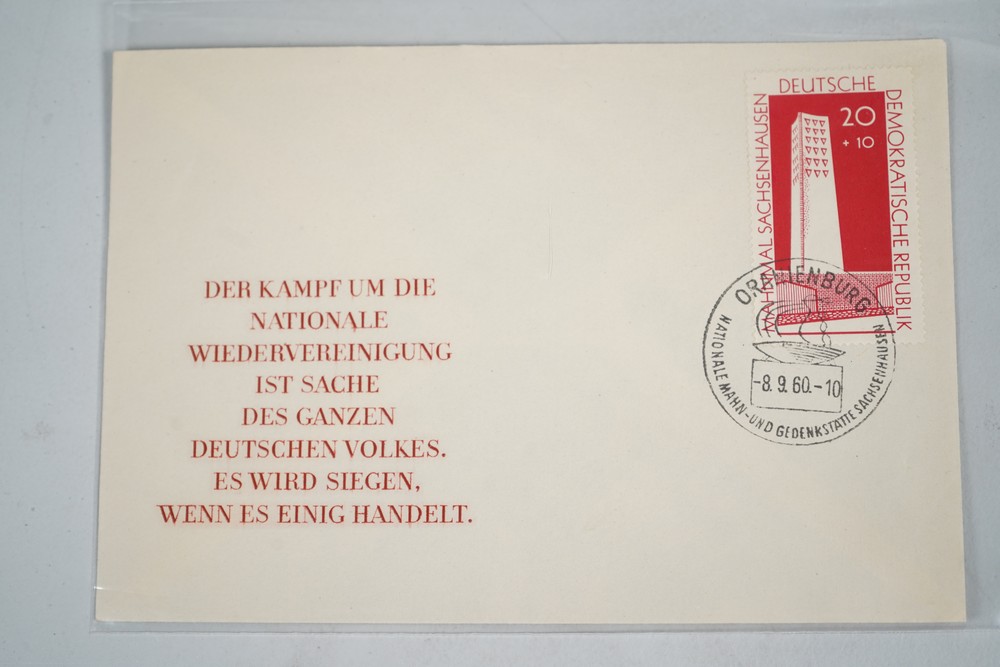 DER KAMPF UM DIE
NATIONALE
WIEDERVEREINIGUNG
IST SACHE
DES GANZEN
DEUTSCHEN VOLKES.
ES WIRD SIEGEN,
WENN ES EINIG HANDELT.
MAHNMAL SACHSENHAUSEN
DEUTSCHE
DEMOKRATISCHE REPUBLIK
20
+ 10
ORANIENBURG
-8.9.60.-10
NATIONALE MAHN-UND GEDENKSTÄTTE SACHSENHAUSEN